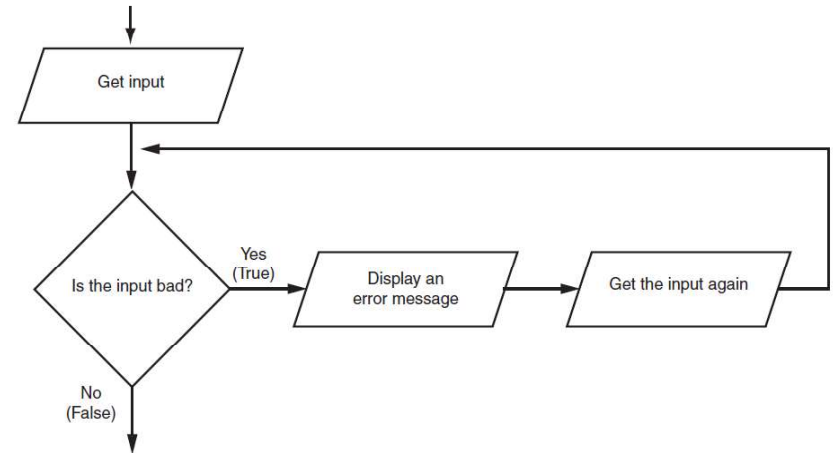 Get input
Is the input bad?
Yes
(True)
Display an
error message
Get the input again
No
(False)